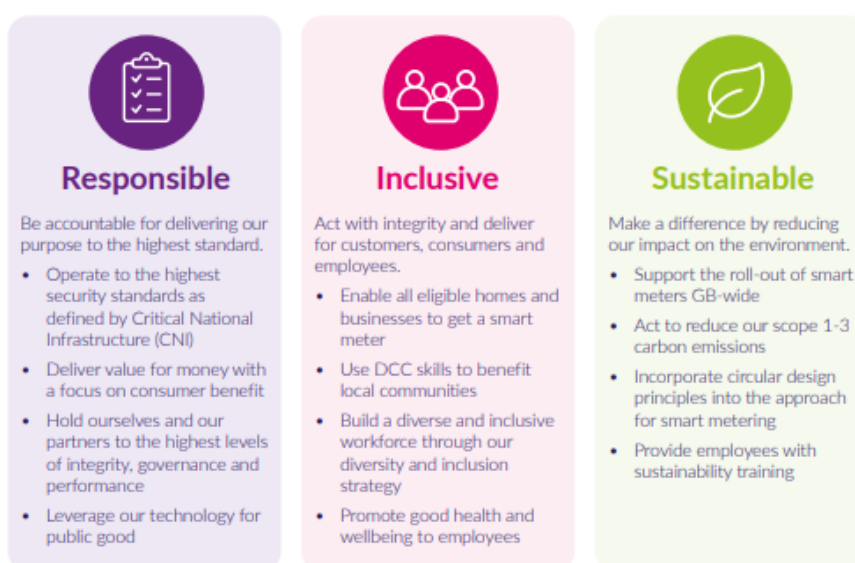 Responsible
Be accountable for delivering our
purpose to the highest standard.
• Operate to the highest
security standards as
defined by Critical National
Infrastructure (CNI)
• Deliver value for money with
a focus on consumer benefit
• Hold ourselves and our
partners to the highest levels
of integrity, governance and
performance
• Leverage our technology for
public good
Inclusive
Act with integrity and deliver
for customers, consumers and
employees.
• Enable all eligible homes and
businesses to get a smart
meter
• Use DCC skills to benefit
local communities
• Build a diverse and inclusive
workforce through our
diversity and inclusion
strategy
• Promote good health and
wellbeing to employees
Sustainable
Make a difference by reducing
our impact on the environment.
• Support the roll-out of smart
meters GB-wide
• Act to reduce our scope 1-3
carbon emissions
• Incorporate circular design
principles into the approach
for smart metering
• Provide employees with
sustainability training